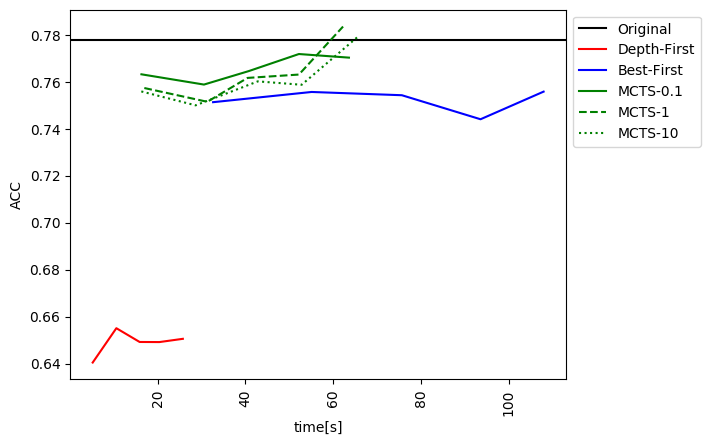 0.78
0.76
0.74
0.72
0.70
0.68
0.66
0.64
ACC
20
40
60
80
100
time[s]
Original
Depth-First
Best-First
MCTS-0.1
MCTS-1
MCTS-10